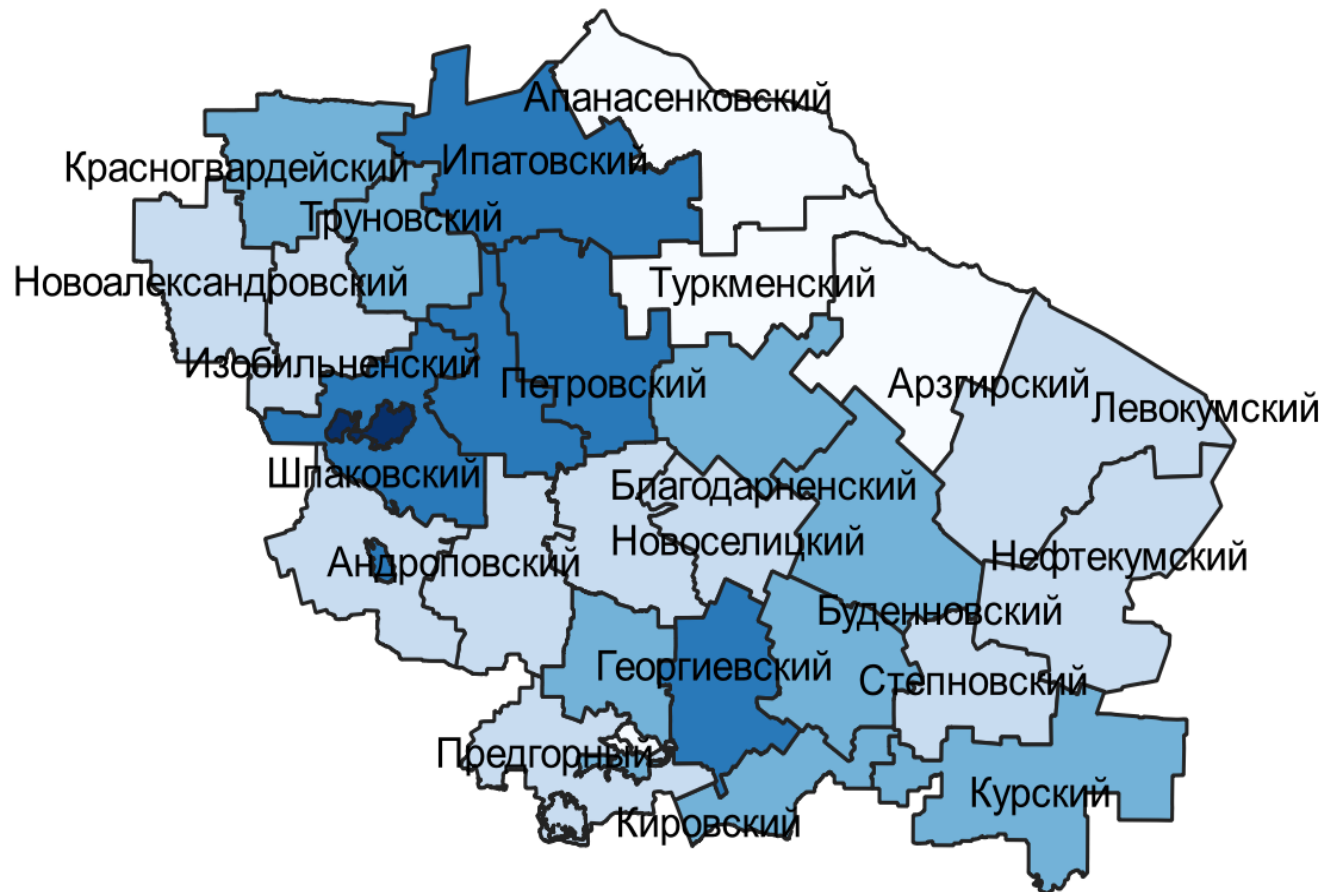 Апанасенковский
Красногвардейский
Ипатовский
Труновский
Новоалександровский
Туркменский
Изобильненский
Петровский
Арзгирский
Левокумский
Шпаковский
Благодарненский
Новоселицкий
Андроповский
Нефтекумский
Буденновский
Георгиевский
Степновский
Предгорный
Курский
Кировский